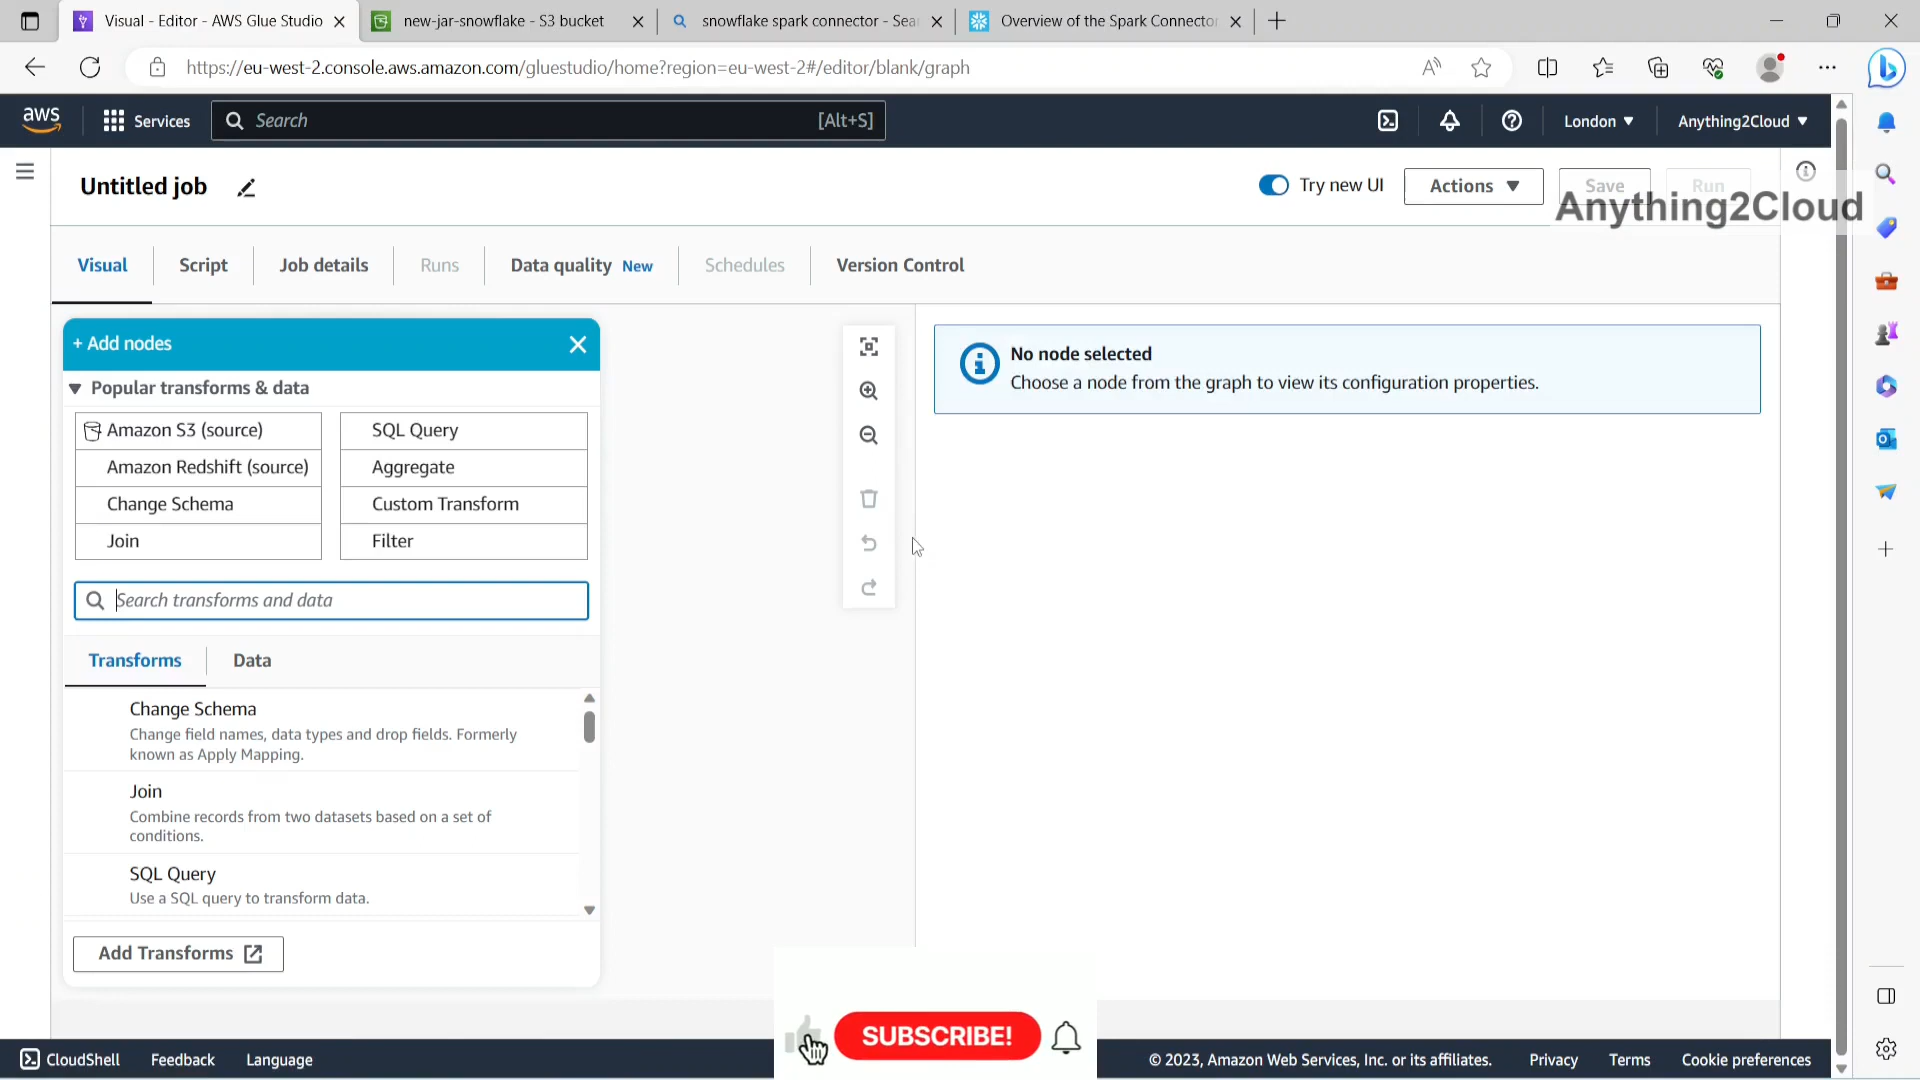 Visual - Editor - AWS Glue Studio
new-jar-snowflake - S3 bucket
snowflake spark connector - Sea
Overview of the Spark Connector
https://eu-west-2.console.aws.amazon.com/gluestudio/home?region=eu-west-2#/editor/blank/graph
aws
Services
Search
[Alt+S]
London
Anything2Cloud
Untitled job
Try new UI
Actions
Save
Run
Anything2Cloud
Visual
Script
Job details
Runs
Data quality New
Schedules
Version Control
+ Add nodes
Popular transforms & data
Amazon S3 (source)
SQL Query
Amazon Redshift (source)
Aggregate
Change Schema
Custom Transform
Join
Filter
Search transforms and data
Transforms
Data
Change Schema
Change field names, data types and drop fields. Formerly
known as Apply Mapping.
Join
Combine records from two datasets based on a set of
conditions.
SQL Query
Use a SQL query to transform data.
Add Transforms
No node selected
Choose a node from the graph to view its configuration properties.
SUBSCRIBE!
CloudShell
Feedback
Language
© 2023, Amazon Web Services, Inc. or its affiliates.
Privacy
Terms
Cookie preferences